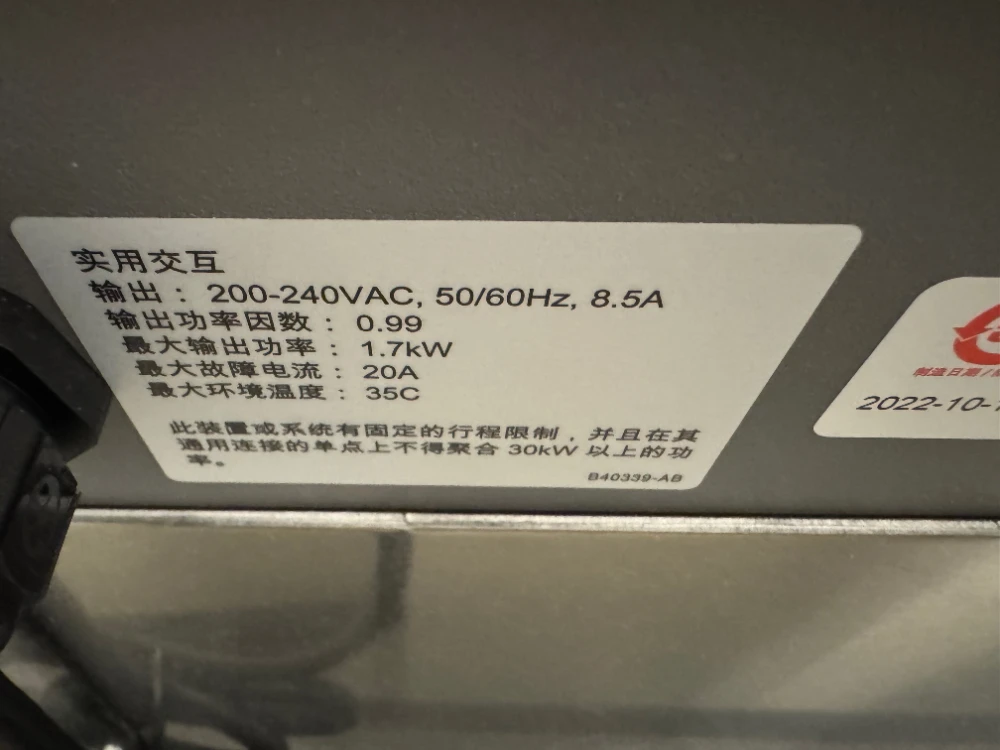 实用交互
输出： 200-240VAC, 50/60Hz, 8.5A
输出功率因数： 0.99
最大输出功率： 1.7kW
最大故障电流： 20A
最大环境温度： 35C
此装置或系统有固定的行程限制，并且在其
通用连接的单点上不得聚合 30kW 以上的功
率。
B40339-AB
制造日期 /
2022-10-